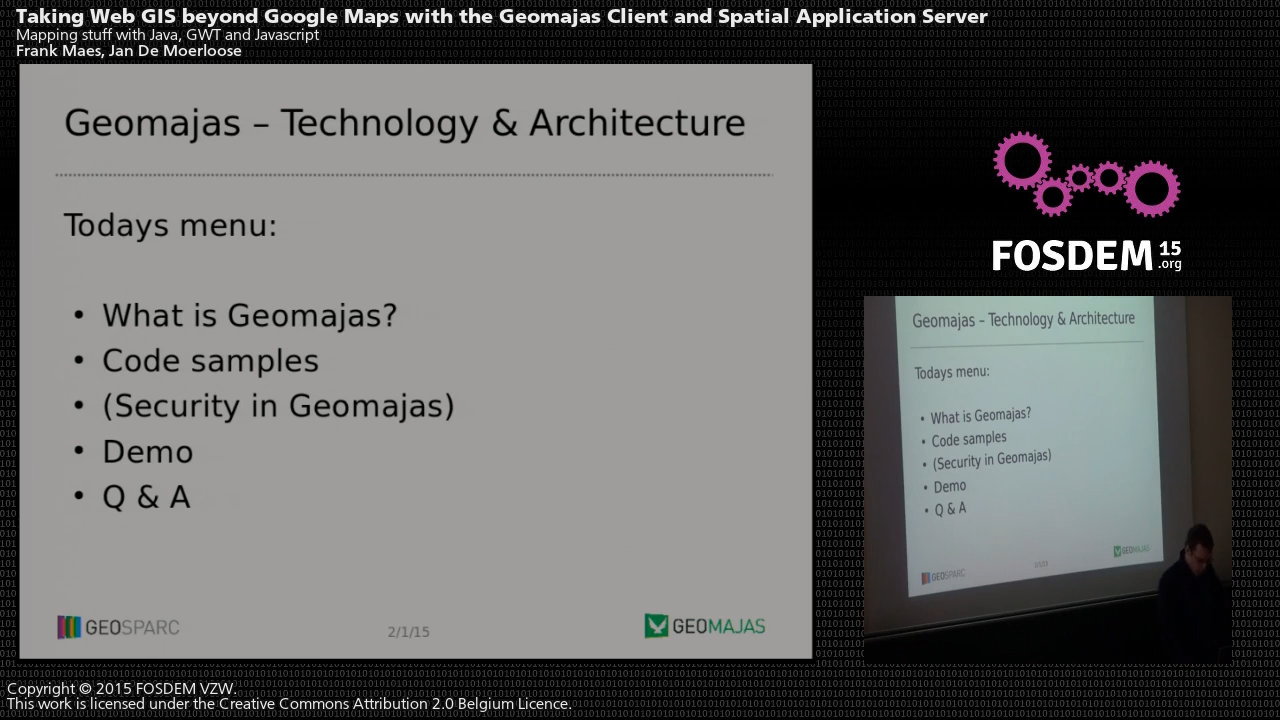 Taking Web GIS beyond Google Maps with the Geomajas Client and Spatial Application Server
Mapping stuff with Java, GWT and Javascript
Frank Maes, Jan De Moerloose
Geomajas – Technology & Architecture
Todays menu:
• What is Geomajas?
• Code samples
• (Security in Geomajas)
• Demo
• Q & A
GEOSPARC
2/1/15
GEOMAJAS
FOSDEM 15
.org
Geomajas – Technology & Architecture
Todays menu:
• What is Geomajas?
• Code samples
• (Security in Geomajas)
• Demo
• Q & A
GEOSPARC
GEOMAJAS
Copyright © 2015 FOSDEM VZW.
This work is licensed under the Creative Commons Attribution 2.0 Belgium Licence.